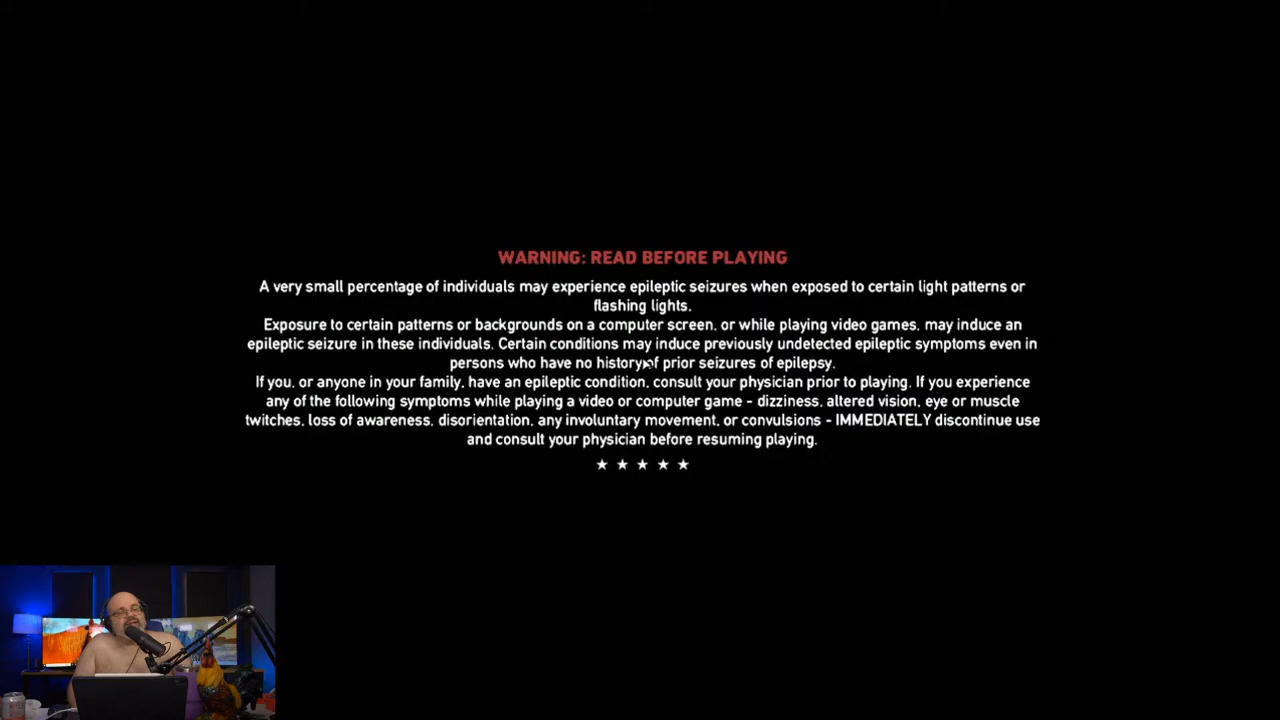 WARNING: READ BEFORE PLAYING
A very small percentage of individuals may experience epileptic seizures when exposed to certain light patterns or
flashing lights.
Exposure to certain patterns or backgrounds on a computer screen, or while playing video games, may induce an
epileptic seizure in these individuals. Certain conditions may induce previously undetected epileptic symptoms even in
persons who have no history of prior seizures of epilepsy.
If you, or anyone in your family, have an epileptic condition, consult your physician prior to playing. If you experience
any of the following symptoms while playing a video or computer game - dizziness, altered vision, eye or muscle
twitches, loss of awareness, disorientation, any involuntary movement, or convulsions - IMMEDIATELY discontinue use
and consult your physician before resuming playing.